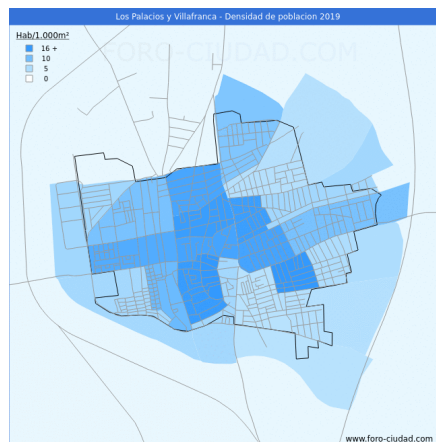 Los Palacios y Villafranca - Densidad de poblacion 2019
Hab/1.000m²
16 +
10
5
0
FORO-CIUDAD.COM
www.foro-ciudad.com